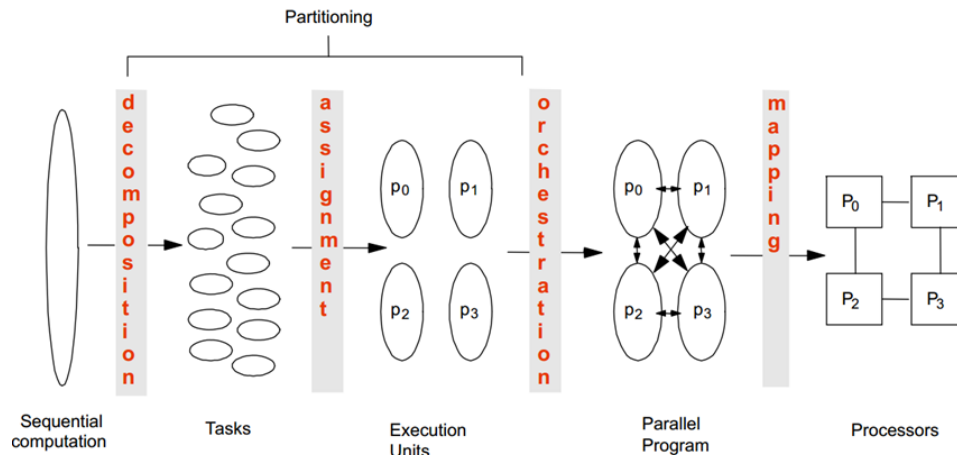 Partitioning
decomposition
assignment
orchestration
mapping
p0
p1
p2
p3
p0
p1
p2
p3
P0
P1
P2
P3
Sequential
computation
Tasks
Execution
Units
Parallel
Program
Processors